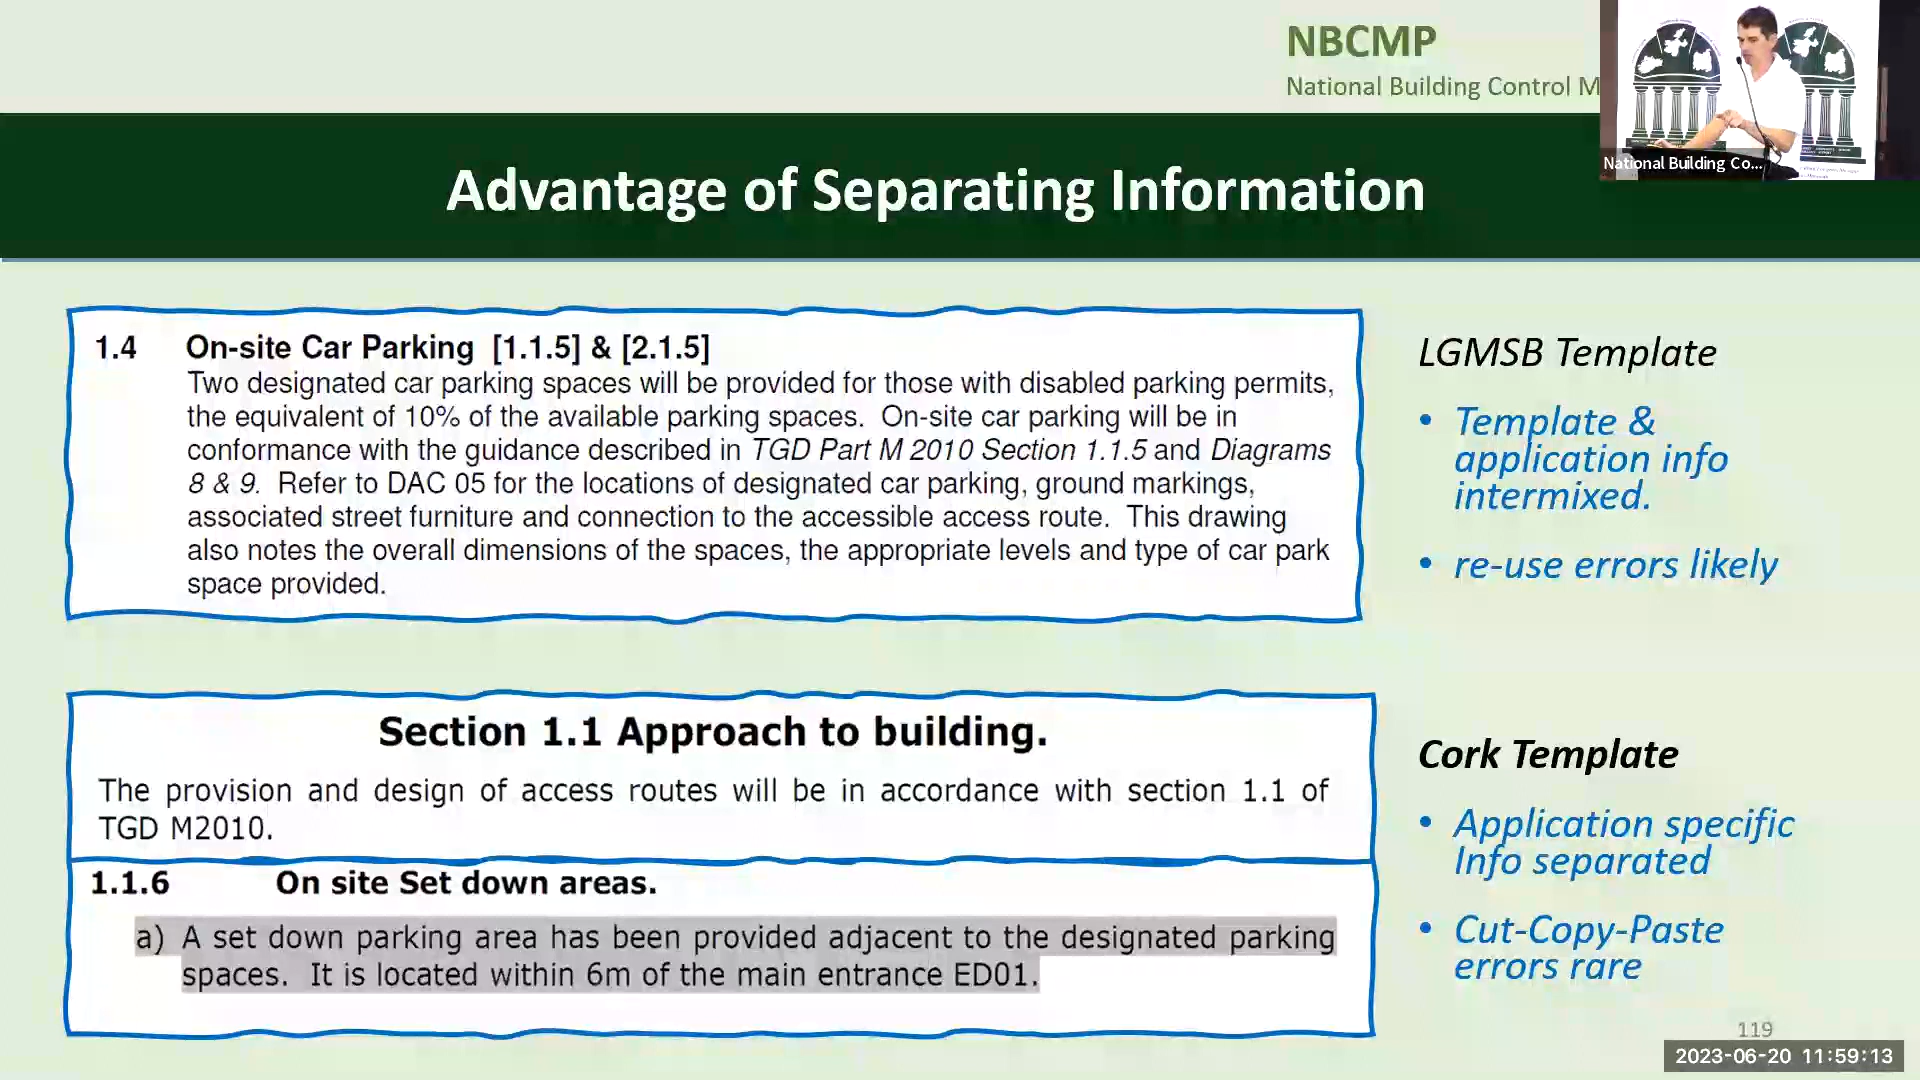 NBCMP
National Building Control M
National Building Co...
Advantage of Separating Information
1.4 On-site Car Parking [1.1.5] & [2.1.5]
Two designated car parking spaces will be provided for those with disabled parking permits,
the equivalent of 10% of the available parking spaces. On-site car parking will be in
conformance with the guidance described in TGD Part M 2010 Section 1.1.5 and Diagrams
8 & 9. Refer to DAC 05 for the locations of designated car parking, ground markings,
associated street furniture and connection to the accessible access route. This drawing
also notes the overall dimensions of the spaces, the appropriate levels and type of car park
space provided.
LGMSB Template
• Template &
application info
intermixed.
• re-use errors likely
Section 1.1 Approach to building.
The provision and design of access routes will be in accordance with section 1.1 of
TGD M2010.
1.1.6 On site Set down areas.
a) A set down parking area has been provided adjacent to the designated parking
spaces. It is located within 6m of the main entrance ED01.
Cork Template
• Application specific
Info separated
• Cut-Copy-Paste
errors rare
119
2023-06-20 11:59:13